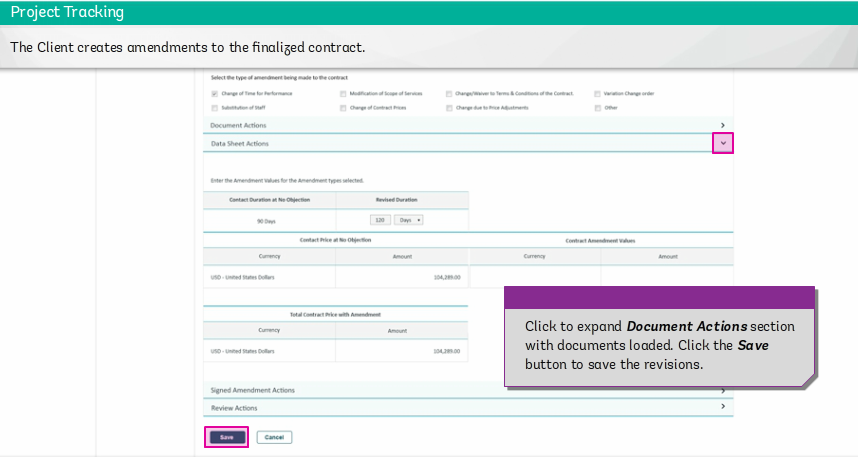 Project Tracking
The Client creates amendments to the finalized contract.
Select the type of amendment being made to the contract
Change of Time for Performance Modification of Scope of Services Change/Waiver to Terms & Conditions of the Contract. Variation Change order
Substitution of Staff Change of Contract Prices Change due to Price Adjustments Other
Document Actions
Data Sheet Actions
Enter the Amendment Values for the Amendment types selected.
Contact Duration at No Objection Revised Duration
90 Days 120 Days
Contact Price at No Objection Contract Amendment Values
Currency Amount Currency Amount
USD - United States Dollars 104,289.00
Total Contract Price with Amendment
Currency Amount
USD - United States Dollars 104,289.00
Click to expand Document Actions section
with documents loaded. Click the Save
button to save the revisions.
Signed Amendment Actions
Review Actions
Save Cancel